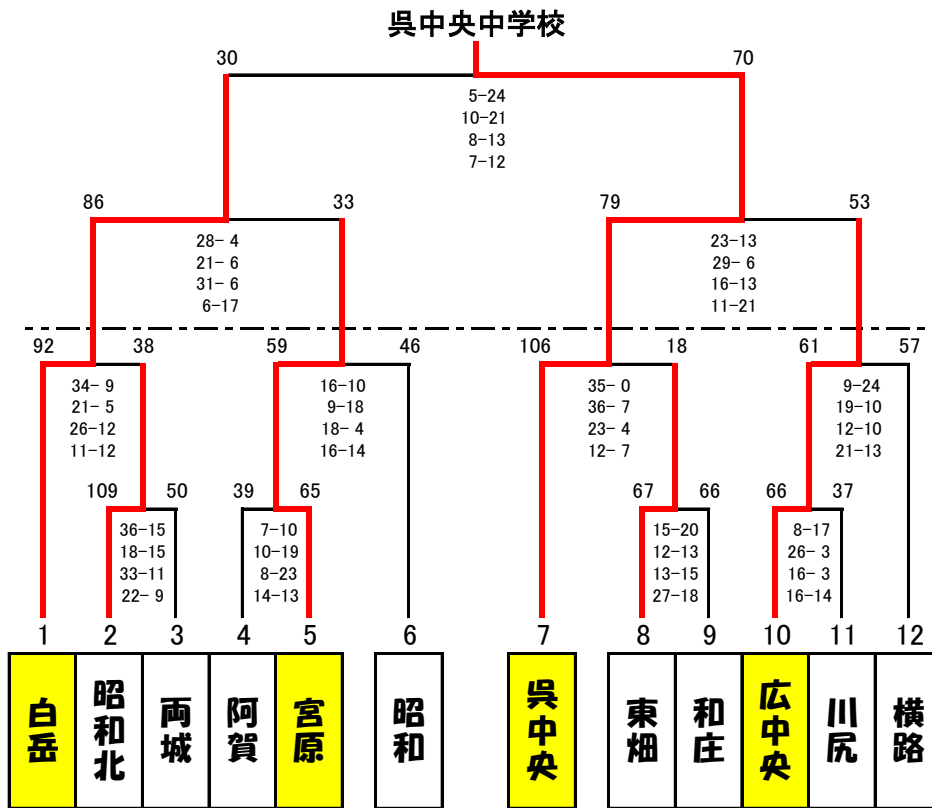 呉中央中学校
30 70
5-24
10-21
8-13
7-12
86 33 79 53
28- 4 23-13
21- 6 29- 6
31- 6 16-13
6-17 11-21
92 38 59 46 106 18 61 57
34- 9 16-10 35- 0 9-24
21- 5 9-18 36- 7 19-10
26-12 18- 4 23- 4 12-10
11-12 16-14 12- 7 21-13
109 50 39 65 67 66 66 37
36-15 7-10 15-20 8-17
18-15 10-19 12-13 26- 3
33-11 8-23 13-15 16- 3
22- 9 14-13 27-18 16-14
1 2 3 4 5 6 7 8 9 10 11 12
白岳
昭和北
両城
阿賀
宮原
昭和
呉中央
東畑
和庄
広中央
川尻
横路